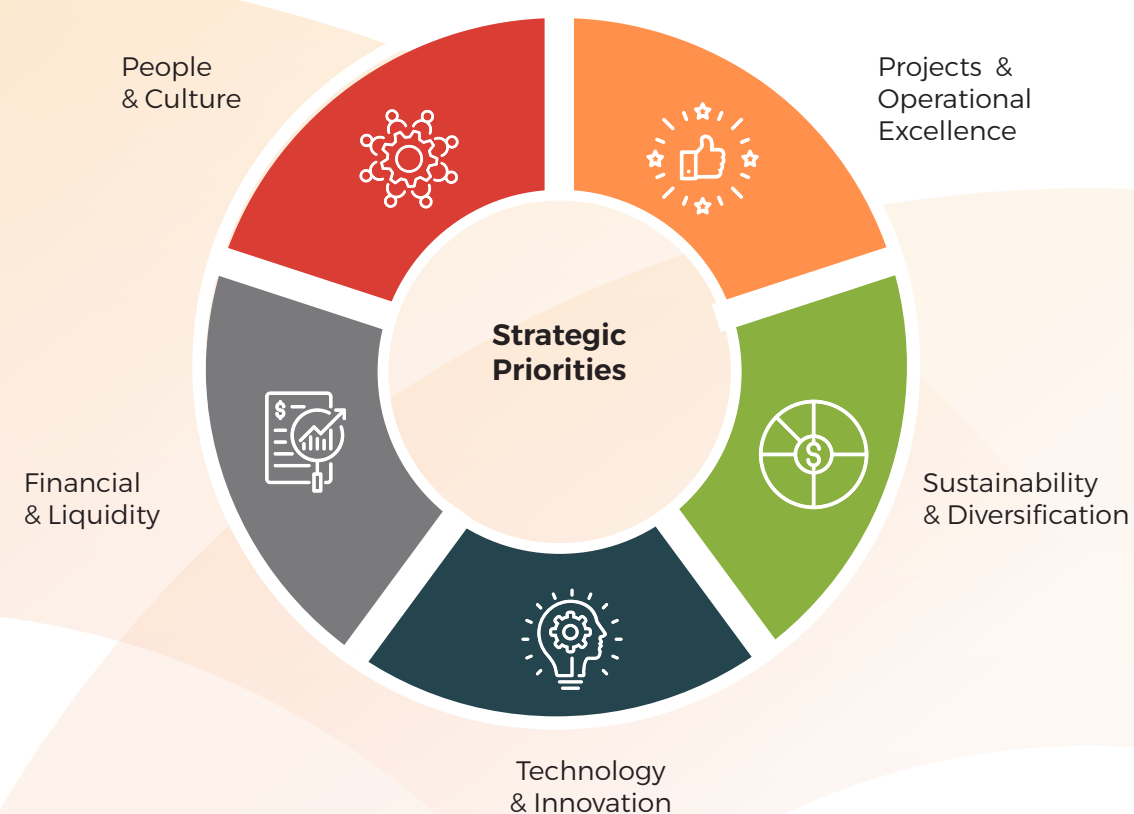 People
& Culture
Projects &
Operational
Excellence
Strategic
Priorities
$
$
Financial
& Liquidity
Sustainability
& Diversification
Technology
& Innovation